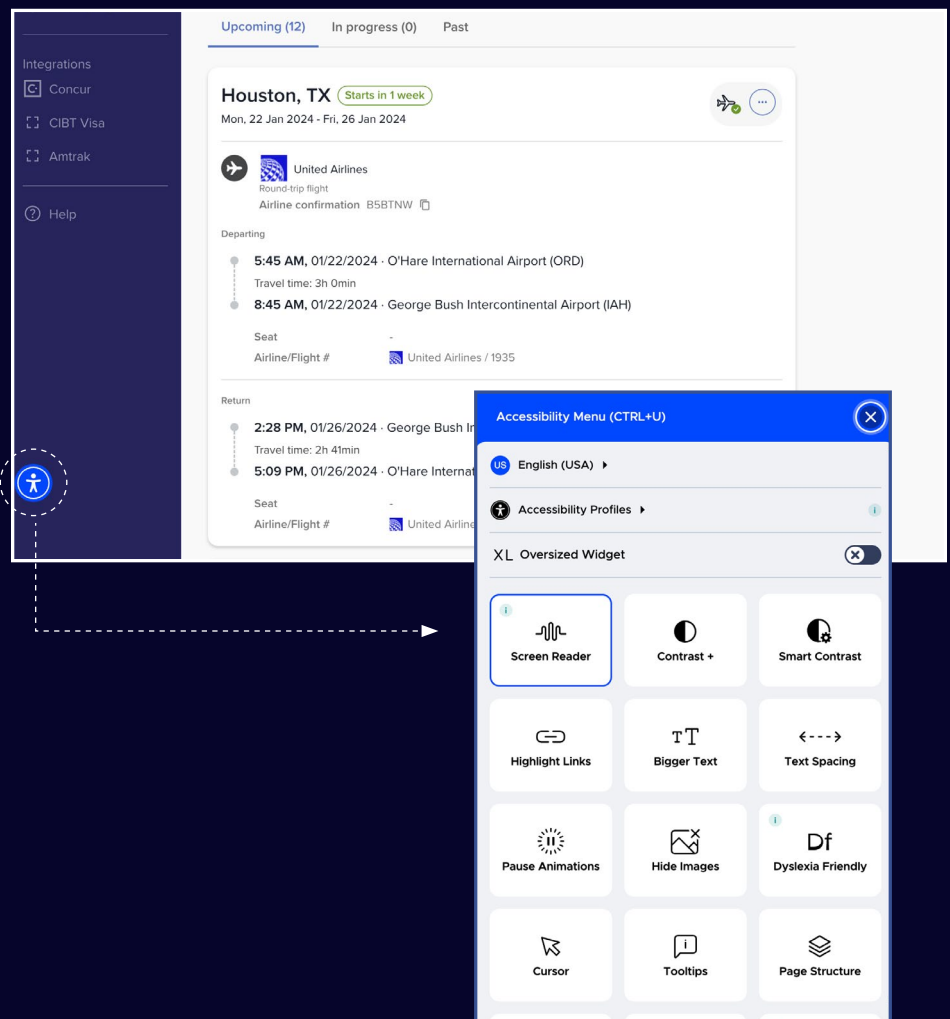 Upcoming (12) In progress (0) Past
Integrations
Concur
CIBT Visa
Amtrak
Help
Houston, TX Starts in 1 week
Mon, 22 Jan 2024 - Fri, 26 Jan 2024
United Airlines
Round-trip flight
Airline confirmation B5BTNW
Departing
5:45 AM, 01/22/2024 · O'Hare International Airport (ORD)
Travel time: 3h 0min
8:45 AM, 01/22/2024 · George Bush Intercontinental Airport (IAH)
Seat -
Airline/Flight # United Airlines / 1935
Return
2:28 PM, 01/26/2024 · George Bush
Travel time: 2h 41min
5:09 PM, 01/26/2024 · O'Hare
Seat -
Airline/Flight # United
Accessibility Menu (CTRL+U)
US English (USA)
Accessibility Profiles i
XL Oversized Widget
i
Screen Reader Contrast + Smart Contrast
Highlight Links
TT
Bigger Text Text Spacing
Pause Animations Hide Images
i
Df
Dyslexia Friendly
Cursor
i
Tooltips Page Structure